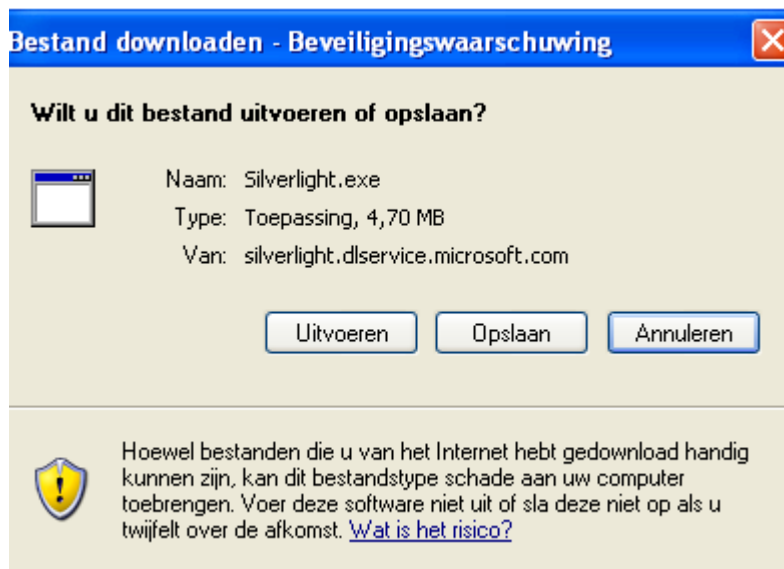 Bestand downloaden - Beveiligingswaarschuwing
Wilt u dit bestand uitvoeren of opslaan?
Naam: Silverlight.exe
Type: Toepassing, 4,70 MB
Van: silverlight.dlservice.microsoft.com
Uitvoeren Opslaan Annuleren
Hoewel bestanden die u van het Internet hebt gedownload handig
kunnen zijn, kan dit bestandstype schade aan uw computer
toebrengen. Voer deze software niet uit of sla deze niet op als u
twijfelt over de afkomst. Wat is het risico?